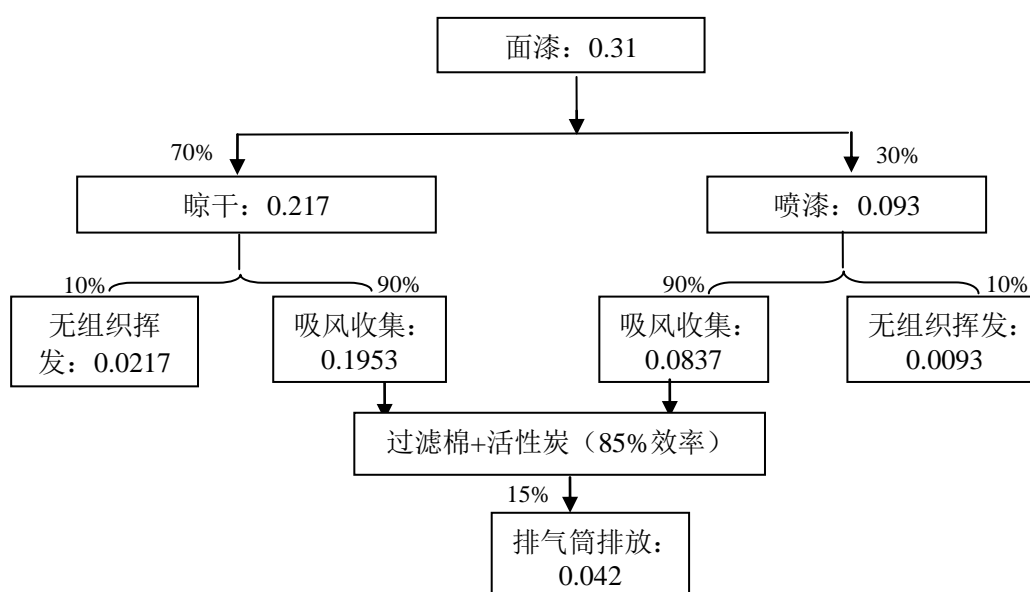 面漆：0.31
70%
30%
晾干：0.217
喷漆：0.093
10%
90%
90%
10%
无组织挥
发：0.0217
吸风收集：
0.1953
吸风收集：
0.0837
无组织挥发：
0.0093
过滤棉+活性炭（85%效率）
15%
排气筒排放：
0.042